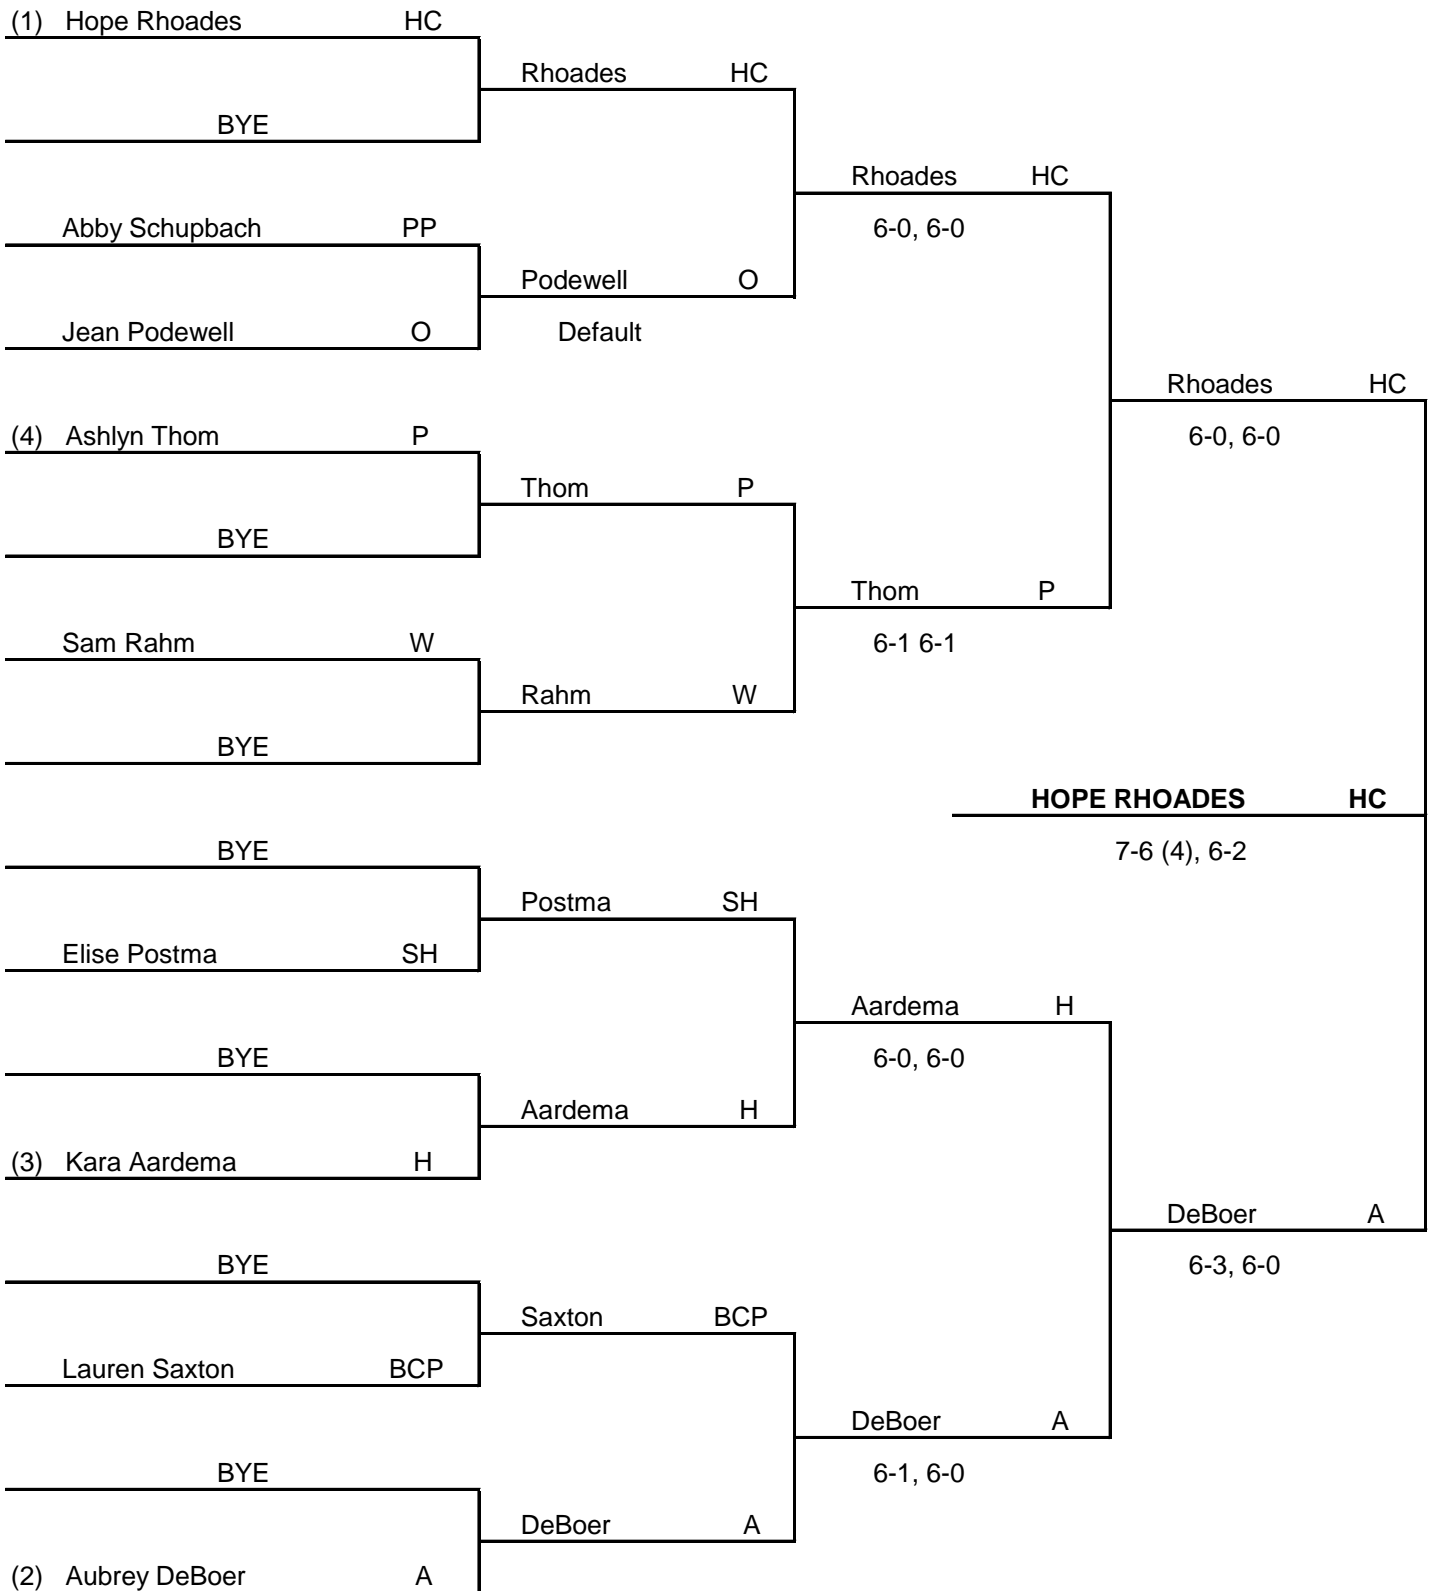 (1) Hope Rhoades HC
Rhoades HC
BYE
Rhoades HC
Abby Schupbach PP
6-0, 6-0
Podewell O
Jean Podewell O
Default
Rhoades HC
(4) Ashlyn Thom P
6-0, 6-0
Thom P
BYE
Thom P
Sam Rahm W
6-1 6-1
Rahm W
BYE
HOPE RHOADES HC
BYE
7-6 (4), 6-2
Postma SH
Elise Postma SH
Aardema H
BYE
6-0, 6-0
Aardema H
(3) Kara Aardema H
DeBoer A
BYE
6-3, 6-0
Saxton BCP
Lauren Saxton BCP
DeBoer A
BYE
6-1, 6-0
DeBoer A
(2) Aubrey DeBoer A